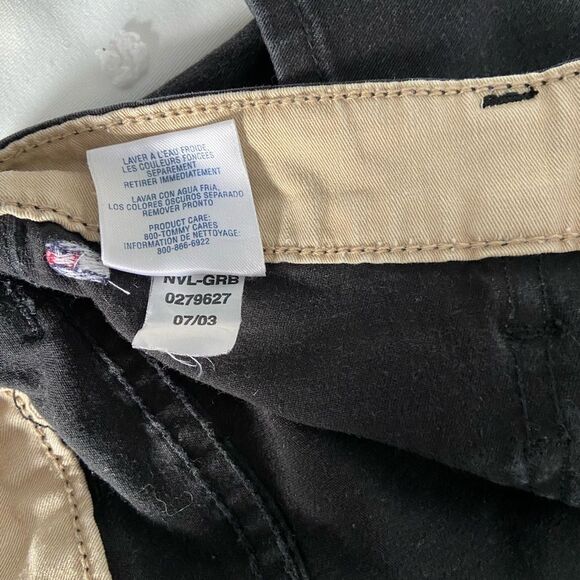 LAVER A L'EAU FROIDE,
LES COULEURS FONCEES
SEPAREMENT
RETIRER IMMEDIATEMENT
LAVAR CON AGUA FRIA,
LOS COLORES OSCUROS SEPARADO
REMOVER PRONTO
PRODUCT CARE:
800-TOMMY CARES
INFORMATION DE NETTOYAGE:
800-866-6922
NVL-GRB
0279627
07/03